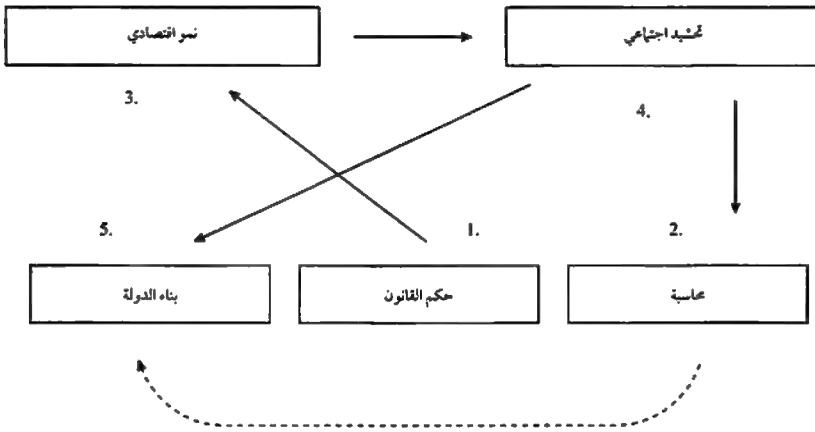 تحشيد اجتماعي
نمو اقتصادي
3.
4.
5.
1.
2.
محاسبة
حكم القانون
بناء الدولة